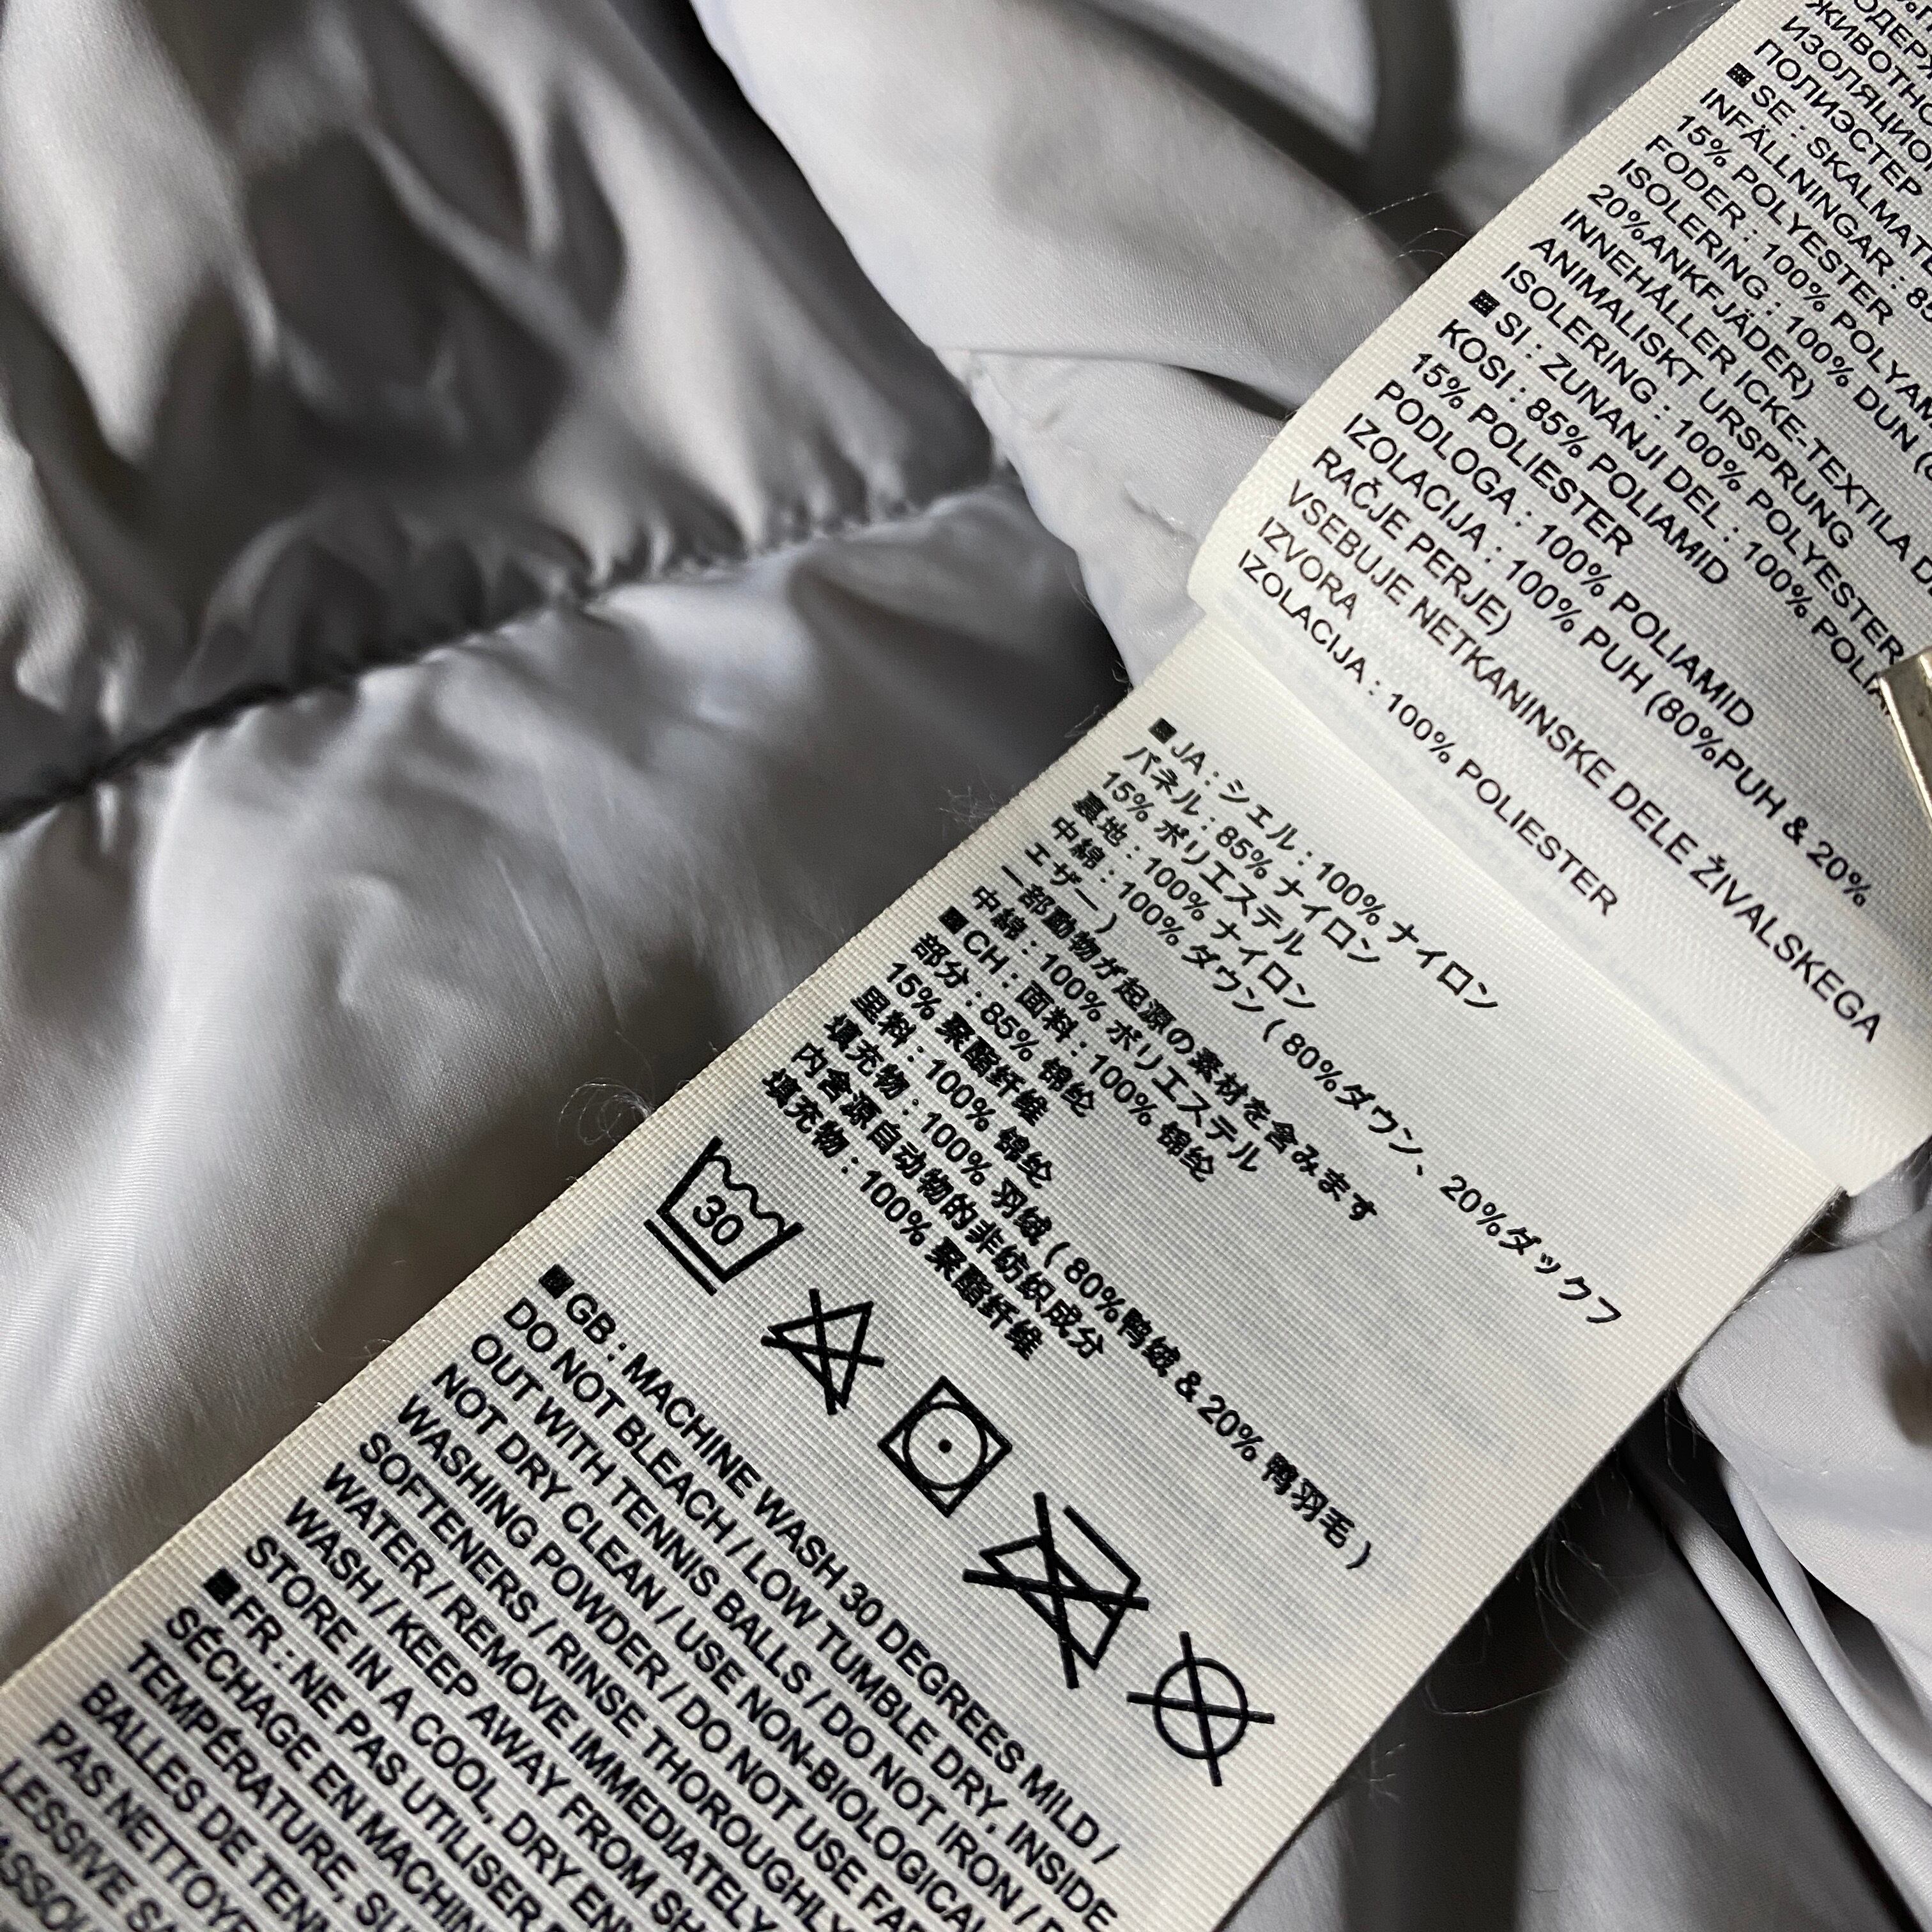 ПОЛИЭСТЕР
SE : SKALMATE
INFÄLLNINGAR : 85
15% POLYESTER
FODER : 100% POLYAM
ISOLERING : 100% DUN (8
20%ANKFJÄDER)
INNEHÅLLER ICKE-TEXTILA D
ANIMALISKT URSPRUNG
ISOLERING : 100% POLYESTER
SI : ZUNANJI DEL : 100% POLIA
KOSI : 85% POLIAMID
15% POLIESTER
PODLOGA : 100% POLIAMID
IZOLACIJA : 100% PUH (80%PUH & 20%
RAČJE PERJE)
VSEBUJE NETKANINSKE DELE ŽIVALSKEGA
IZVORA
IZOLACIJA : 100% POLIESTER
JA : シェル : 100% ナイロン
パネル : 85% ナイロン
15% ポリエステル
裏地 : 100% ナイロン
中綿 : 100% ダウン ( 80%ダウン、20%ダックフ
ェザー )
一部動物が起源の素材を含みます
中綿 : 100% ポリエステル
CH : 面料 : 100% 锦纶
部分 : 85% 锦纶
15% 聚酯纤维
里料 : 100% 锦纶
填充物 : 100% 羽绒 ( 80%鸭绒 & 20% 鸭羽毛 )
内含源自动物的非纺织成分
填充物 : 100% 聚酯纤维
30
GB : MACHINE WASH 30 DEGREES MILD /
DO NOT BLEACH / LOW TUMBLE DRY, INSIDE
OUT WITH TENNIS BALLS / DO NOT IRON /
NOT DRY CLEAN / USE NON-BIOLOGICAL
WASHING POWDER / DO NOT USE FA
SOFTENERS / RINSE THOROUGHLY
WATER / REMOVE IMMEDIATELY
WASH / KEEP AWAY FROM SH
STORE IN A COOL, DRY EN
FR : NE PAS UTILISER
SÉCHAGE EN MACHIN
TEMPÉRATURE, SU
BALLES DE TENN
PAS NETTOYE
LESSIVE SA